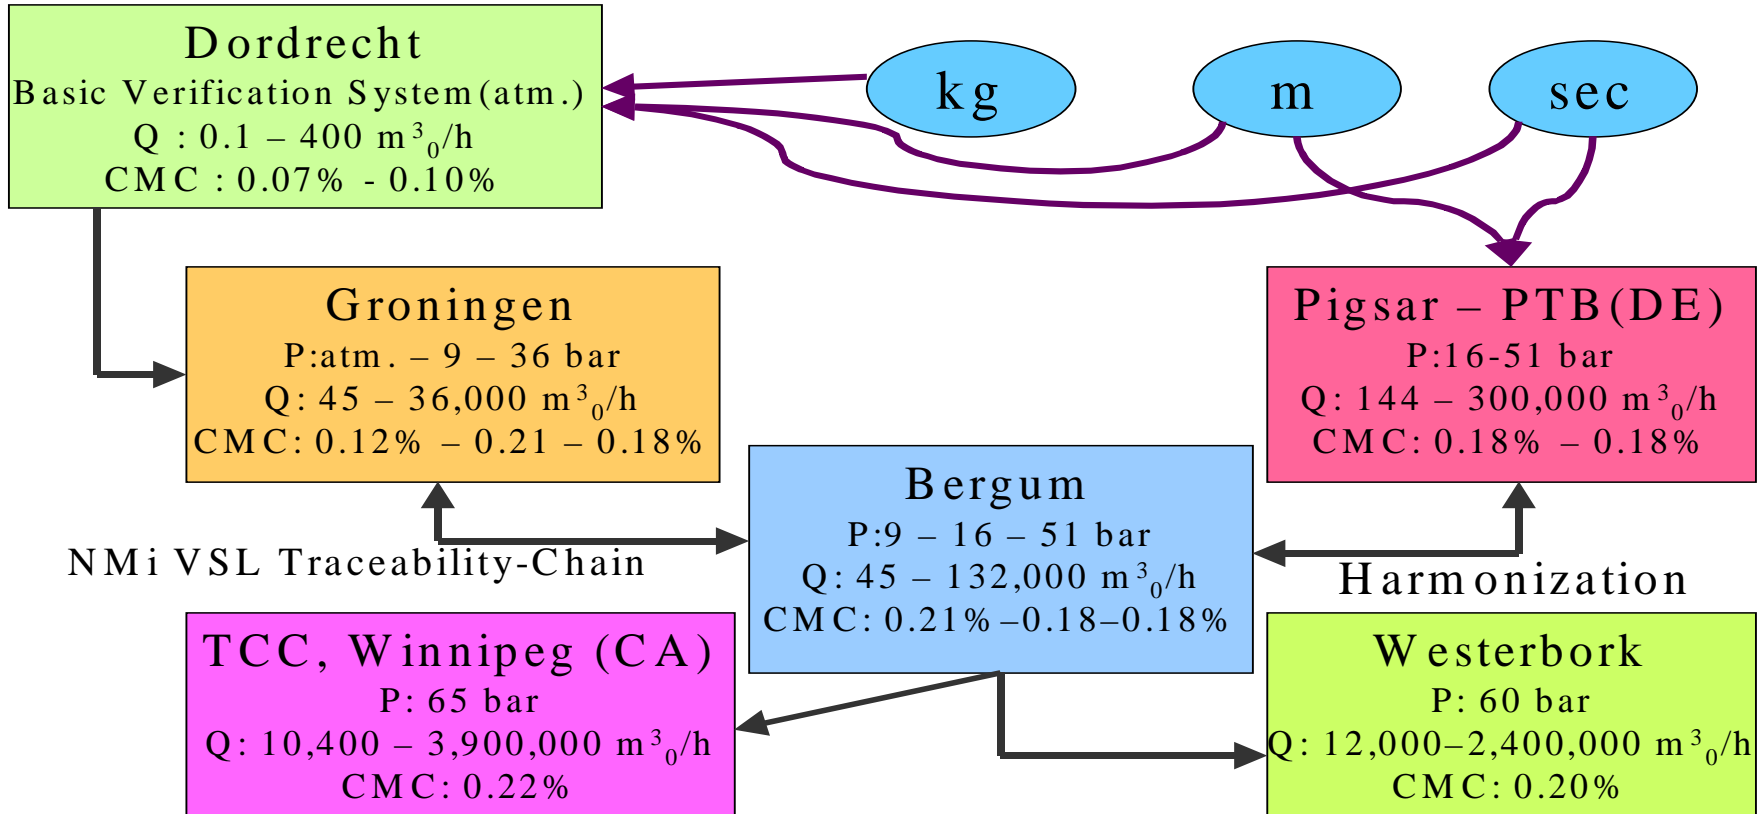 Dordrecht
Basic Verification System(atm.)
Q : 0.1 – 400 m³₀/h
CMC : 0.07% - 0.10%
kg
m
sec
Groningen
P:atm. – 9 – 36 bar
Q: 45 – 36,000 m³₀/h
CMC: 0.12% – 0.21 – 0.18%
Pigsar – PTB(DE)
P:16-51 bar
Q: 144 – 300,000 m³₀/h
CMC: 0.18% – 0.18%
Bergum
P:9 – 16 – 51 bar
Q: 45 – 132,000 m³₀/h
CMC: 0.21% –0.18–0.18%
NMi VSL Traceability-Chain
Harmonization
TCC, Winnipeg (CA)
P: 65 bar
Q: 10,400 – 3,900,000 m³₀/h
CMC: 0.22%
Westerbork
P: 60 bar
Q: 12,000–2,400,000 m³₀/h
CMC: 0.20%